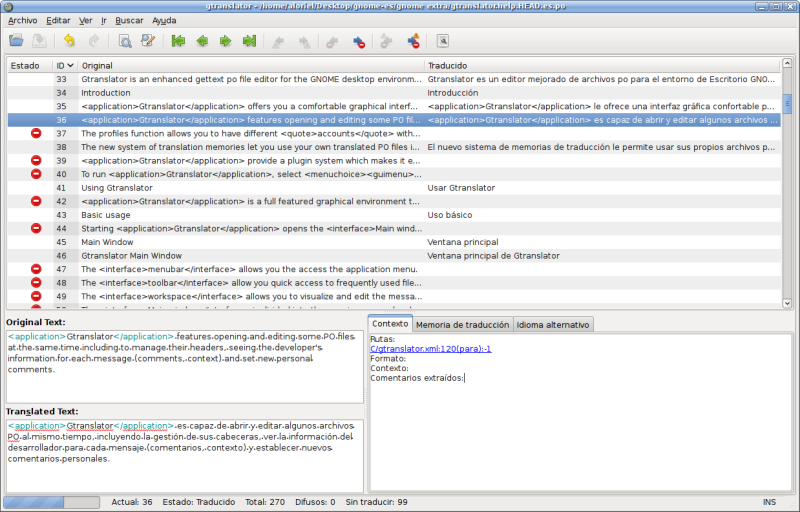 gtranslator - /home/aloriel/Desktop/gnome-es/gnome extra/gtranslator.help.HEAD.es.po
Archivo Editar Ver Ir Buscar Ayuda
Estado ID Original Traducido
33 Gtranslator is an enhanced gettext po file editor for the GNOME desktop environm... Gtranslator es un editor mejorado de archivos po para el entorno de Escritorio GNO...
34 Introduction Introducción
35 <application>Gtranslator</application> offers you a comfortable graphical interf... <application>Gtranslator</application> le ofrece una interfaz gráfica confortable p...
36 <application>Gtranslator</application> features opening and editing some PO fil... <application>Gtranslator</application> es capaz de abrir y editar algunos archivos ...
37 The profiles function allows you to have different <quote>accounts</quote> with...
38 The new system of translation memories let you use your own translated PO files i... El nuevo sistema de memorias de traducción le permite usar sus propios archivos p...
39 <application>Gtranslator</application> provide a plugin system which makes it e...
40 To run <application>Gtranslator</application>, select <menuchoice><guimenu>...
41 Using Gtranslator Usar Gtranslator
42 <application>Gtranslator</application> is a full featured graphical environment t...
43 Basic usage Uso básico
44 Starting <application>Gtranslator</application> opens the <interface>Main wind...
45 Main Window Ventana principal
46 Gtranslator Main Window Ventana principal de Gtranslator
47 The <interface>menubar</interface> allows you the access the application menu.
48 The <interface>toolbar</interface> allow you quick access to frequently used file...
49 The <interface>workspace</interface> allows you to visualize and edit the messa...
Original Text:
<application>Gtranslator</application>·features·opening·and·editing·some·PO·files·
at·the·same·time·including·to·manage·their·headers,·seeing·the·developer's·
information·for·each·message·(comments,·context)·and·set·new·personal·
comments.
Translated Text:
<application>Gtranslator</application>·es·capaz·de·abrir·y·editar·algunos·archivos·
PO·al·mismo·tiempo,·incluyendo·la·gestión·de·sus·cabeceras,·ver·la·información·del·
desarrollador·para·cada·mensaje·(comentarios,·contexto)·y·establecer·nuevos·
comentarios·personales.
Contexto Memoria de traducción Idioma alternativo
Rutas:
C/gtranslator.xml:120(para):-1
Formato:
Contexto:
Comentarios extraídos:
Actual: 36 Estado: Traducido Total: 270 Difusos: 0 Sin traducir: 99 INS